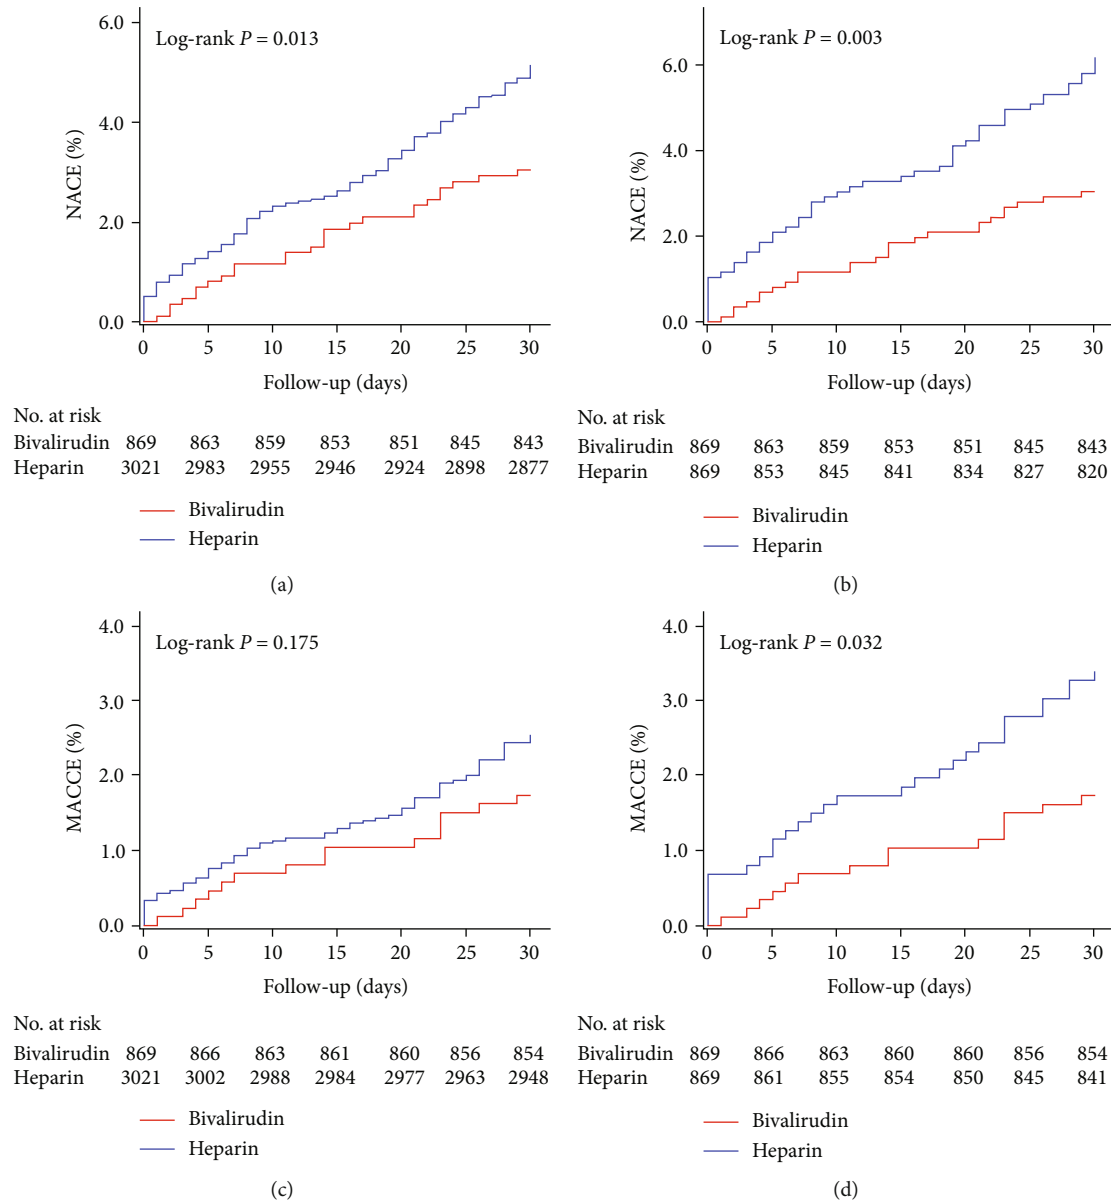 Log-rank P = 0.013
NACE (%)
6.0
4.0
2.0
0.0
0 5 10 15 20 25 30
Follow-up (days)
No. at risk
Bivalirudin 869 863 859 853 851 845 843
Heparin 3021 2983 2955 2946 2924 2898 2877
Bivalirudin
Heparin
(a)
Log-rank P = 0.003
NACE (%)
6.0
4.0
2.0
0.0
0 5 10 15 20 25 30
Follow-up (days)
No. at risk
Bivalirudin 869 863 859 853 851 845 843
Heparin 869 853 845 841 834 827 820
Bivalirudin
Heparin
(b)
Log-rank P = 0.175
MACCE (%)
4.0
3.0
2.0
1.0
0.0
0 5 10 15 20 25 30
Follow-up (days)
No. at risk
Bivalirudin 869 866 863 861 860 856 854
Heparin 3021 3002 2988 2984 2977 2963 2948
Bivalirudin
Heparin
(c)
Log-rank P = 0.032
MACCE (%)
4.0
3.0
2.0
1.0
0.0
0 5 10 15 20 25 30
Follow-up (days)
No. at risk
Bivalirudin 869 866 863 860 860 856 854
Heparin 869 861 855 854 850 845 841
Bivalirudin
Heparin
(d)